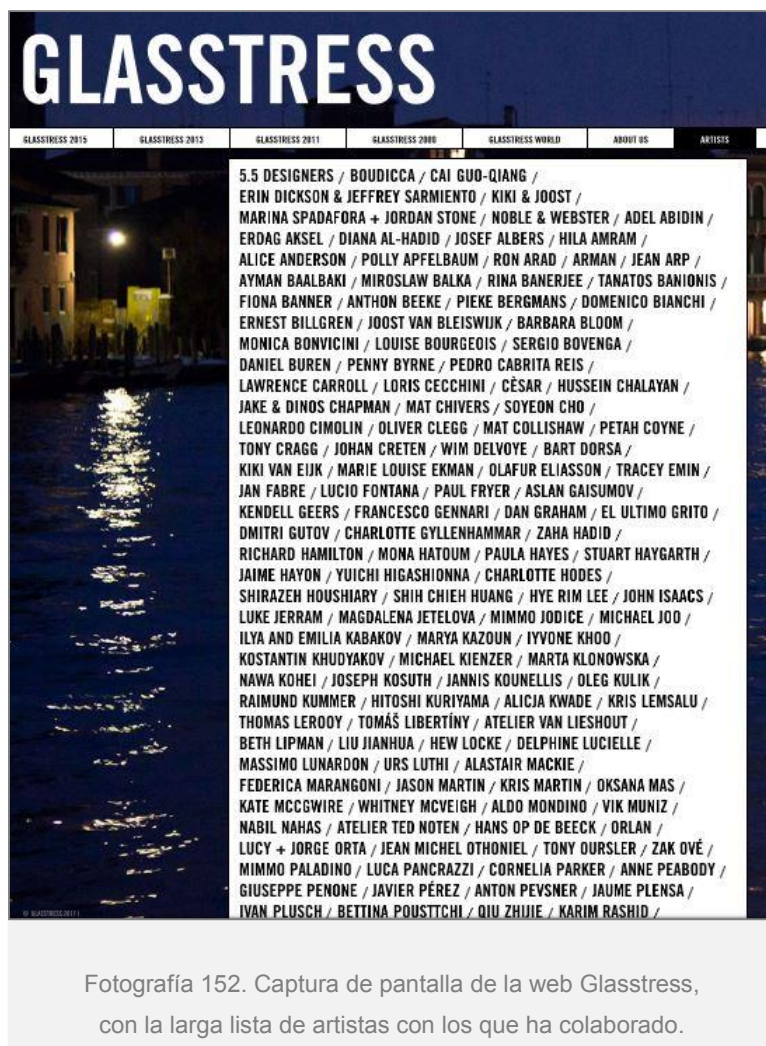 GLASSTRESS
GLASSTRESS 2015 GLASSTRESS 2013 GLASSTRESS 2011 GLASSTRESS 2009 GLASSTRESS WORLD ABOUT US ARTISTS
5.5 DESIGNERS / BOUDICCA / CAI GUO-QIANG /
ERIN DICKSON & JEFFREY SARMIENTO / KIKI & JOOST /
MARINA SPADAFORA + JORDAN STONE / NOBLE & WEBSTER / ADEL ABIDIN /
ERDAG AKSEL / DIANA AL-HADID / JOSEF ALBERS / HILA AMRAM /
ALICE ANDERSON / POLLY APFELBAUM / RON ARAD / ARMAN / JEAN ARP /
AYMAN BAALBAKI / MIROSLAW BALKA / RINA BANERJEE / TANATOS BANIONIS /
FIONA BANNER / ANTHON BEEKE / PIEKE BERGMANS / DOMENICO BIANCHI /
ERNEST BILLGREN / JOOST VAN BLEISWIJK / BARBARA BLOOM /
MONICA BONVICINI / LOUISE BOURGEOIS / SERGIO BOVENGA /
DANIEL BUREN / PENNY BYRNE / PEDRO CABRITA REIS /
LAWRENCE CARROLL / LORIS CECCHINI / CÈSAR / HUSSEIN CHALAYAN /
JAKE & DINOS CHAPMAN / MAT CHIVERS / SOYEON CHO /
LEONARDO CIMOLIN / OLIVER CLEGG / MAT COLLISHAW / PETAH COYNE /
TONY CRAGG / JOHAN CRETEN / WIM DELVOYE / BART DORSA /
KIKI VAN EIJK / MARIE LOUISE EKMAN / OLAFUR ELIASSON / TRACEY EMIN /
JAN FABRE / LUCIO FONTANA / PAUL FRYER / ASLAN GAISUMOV /
KENDELL GEERS / FRANCESCO GENNARI / DAN GRAHAM / EL ULTIMO GRITO /
DMITRI GUTOV / CHARLOTTE GYLLENHAMMAR / ZAHA HADID /
RICHARD HAMILTON / MONA HATOUM / PAULA HAYES / STUART HAYGARTH /
JAIME HAYON / YUICHI HIGASHIONNA / CHARLOTTE HODES /
SHIRAZEH HOUSHIARY / SHIH CHIEH HUANG / HYE RIM LEE / JOHN ISAACS /
LUKE JERRAM / MAGDALENA JETELOVA / MIMMO JODICE / MICHAEL JOO /
ILYA AND EMILIA KABAKOV / MARYA KAZOUN / IYVONE KHOO /
KOSTANTIN KHUDYAKOV / MICHAEL KIENZER / MARTA KLONOWSKA /
NAWA KOHEI / JOSEPH KOSUTH / JANNIS KOUNELLIS / OLEG KULIK /
RAIMUND KUMMER / HITOSHI KURIYAMA / ALICJA KWADE / KRIS LEMSALU /
THOMAS LEROOY / TOMÁŠ LIBERTÍNY / ATELIER VAN LIESHOUT /
BETH LIPMAN / LIU JIANHUA / HEW LOCKE / DELPHINE LUCIELLE /
MASSIMO LUNARDON / URS LUTHI / ALASTAIR MACKIE /
FEDERICA MARANGONI / JASON MARTIN / KRIS MARTIN / OKSANA MAS /
KATE MCCGWIRE / WHITNEY MCVEIGH / ALDO MONDINO / VIK MUNIZ /
NABIL NAHAS / ATELIER TED NOTEN / HANS OP DE BEECK / ORLAN /
LUCY + JORGE ORTA / JEAN MICHEL OTHONIEL / TONY OURSLER / ZAK OVÉ /
MIMMO PALADINO / LUCA PANCRAZZI / CORNELIA PARKER / ANNE PEABODY /
GIUSEPPE PENONE / JAVIER PÉREZ / ANTON PEVSNER / JAUME PLENSA /
IVAN PLUSCH / BETTINA POUSTTCHI / QIU ZHIJIE / KARIM RASHID /
Fotografía 152. Captura de pantalla de la web Glasstress,
con la larga lista de artistas con los que ha colaborado.